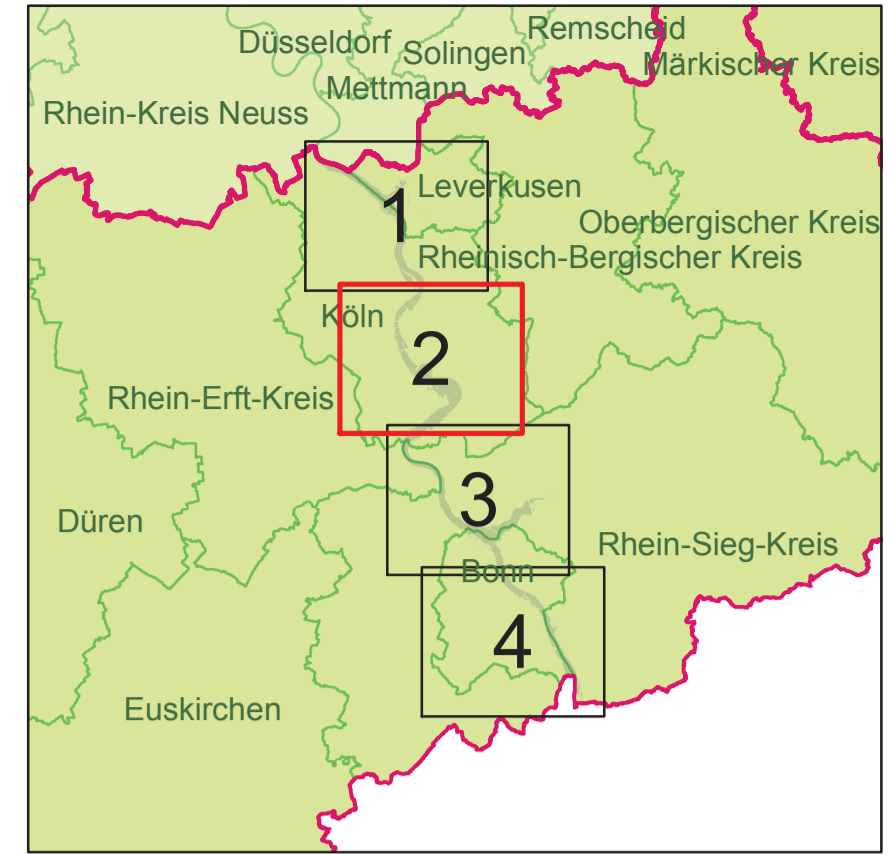 Remscheid
Düsseldorf
Solingen
Märkischer Kreis
Mettmann
Rhein-Kreis Neuss
Leverkusen
1
Oberbergischer Kreis
Rheinisch-Bergischer Kreis
Köln
2
Rhein-Erft-Kreis
3
Düren
Rhein-Sieg-Kreis
Bonn
4
Euskirchen